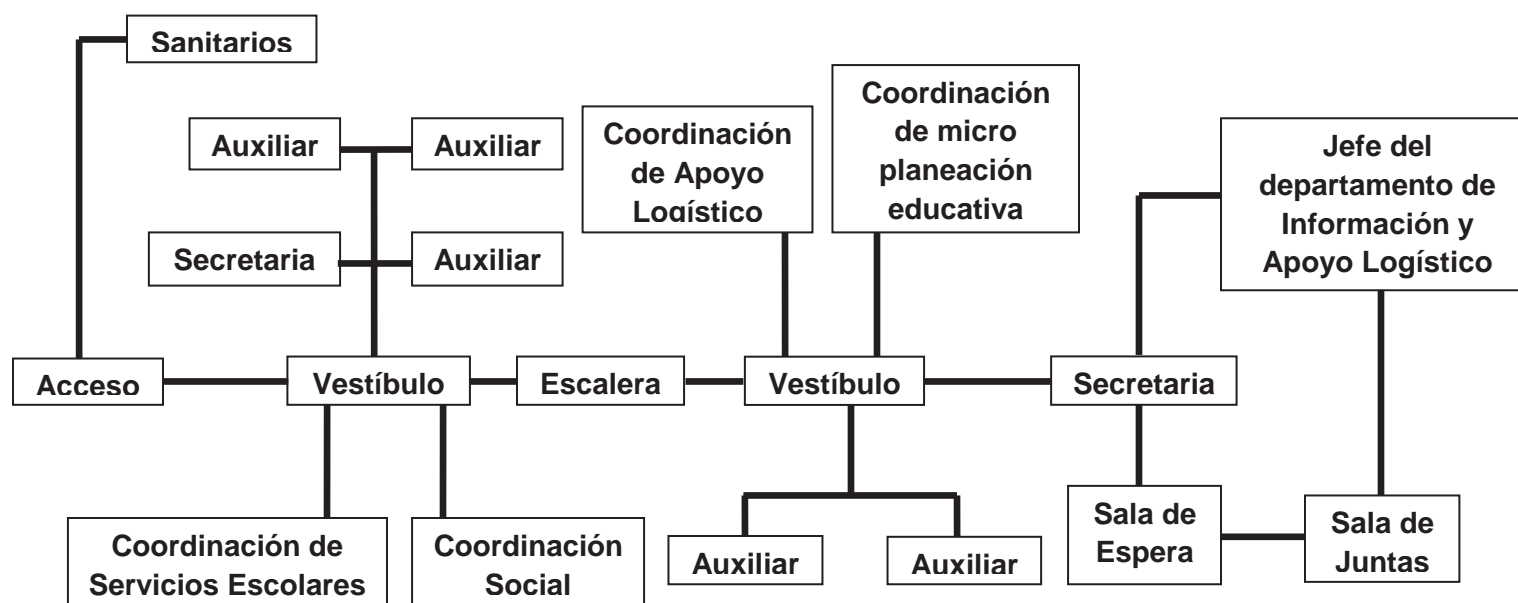 Sanitarios
Auxiliar
Auxiliar
Secretaria
Auxiliar
Coordinación
de Apoyo
Logístico
Coordinación
de micro
planeación
educativa
Jefe del
departamento de
Información y
Apoyo Logístico
Acceso
Vestíbulo
Escalera
Vestíbulo
Secretaria
Coordinación de
Servicios Escolares
Coordinación
Social
Auxiliar
Auxiliar
Sala de
Espera
Sala de
Juntas